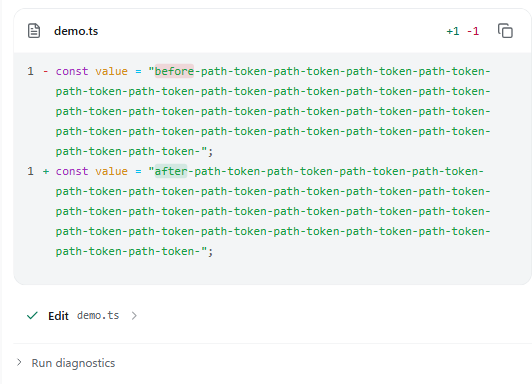 demo.ts +1 -1
1 - const value = "before-path-token-path-token-path-token-path-token-
path-token-path-token-path-token-path-token-path-token-path-token-
path-token-path-token-path-token-path-token-path-token-path-token-
path-token-path-token-path-token-path-token-path-token-path-token-
path-token-path-token-";
1 + const value = "after-path-token-path-token-path-token-path-token-
path-token-path-token-path-token-path-token-path-token-path-token-
path-token-path-token-path-token-path-token-path-token-path-token-
path-token-path-token-path-token-path-token-path-token-path-token-
path-token-path-token-";
Edit demo.ts
Run diagnostics